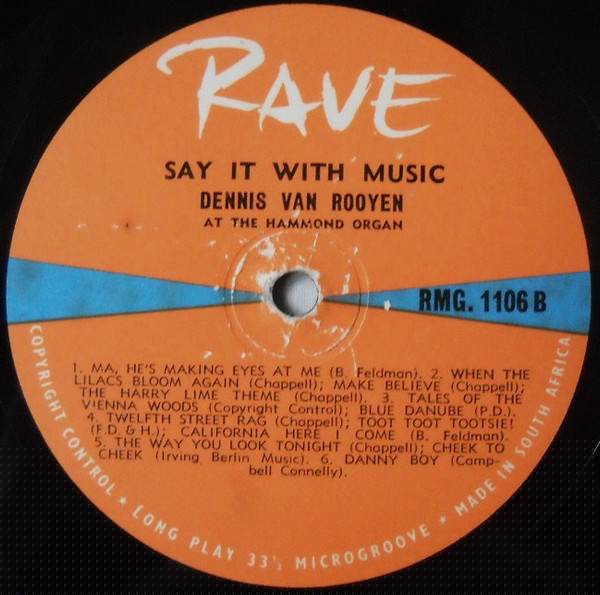 RAVE
SAY IT WITH MUSIC
DENNIS VAN ROOYEN
AT THE HAMMOND ORGAN
RMG. 1106 B
1. MA, HE'S MAKING EYES AT ME (B. Feldman). 2. WHEN THE
LILACS BLOOM AGAIN (Chappell); MAKE BELIEVE (Chappell);
THE HARRY LIME THEME (Chappell). 3. TALES OF THE
VIENNA WOODS (Copyright Control); BLUE DANUBE (P.D.).
4. TWELFTH STREET RAG (Chappell); TOOT TOOT TOOTSIE!
(F.D. & H.); CALIFORNIA HERE I COME (B. Feldman).
5. THE WAY YOU LOOK TONIGHT (Chappell); CHEEK TO
CHEEK (Irving Berlin Music). 6. DANNY BOY (Camp-
bell Connelly).
COPYRIGHT CONTROL ★ LONG PLAY 33⅓ MICROGROOVE ★ MADE IN SOUTH AFRICA